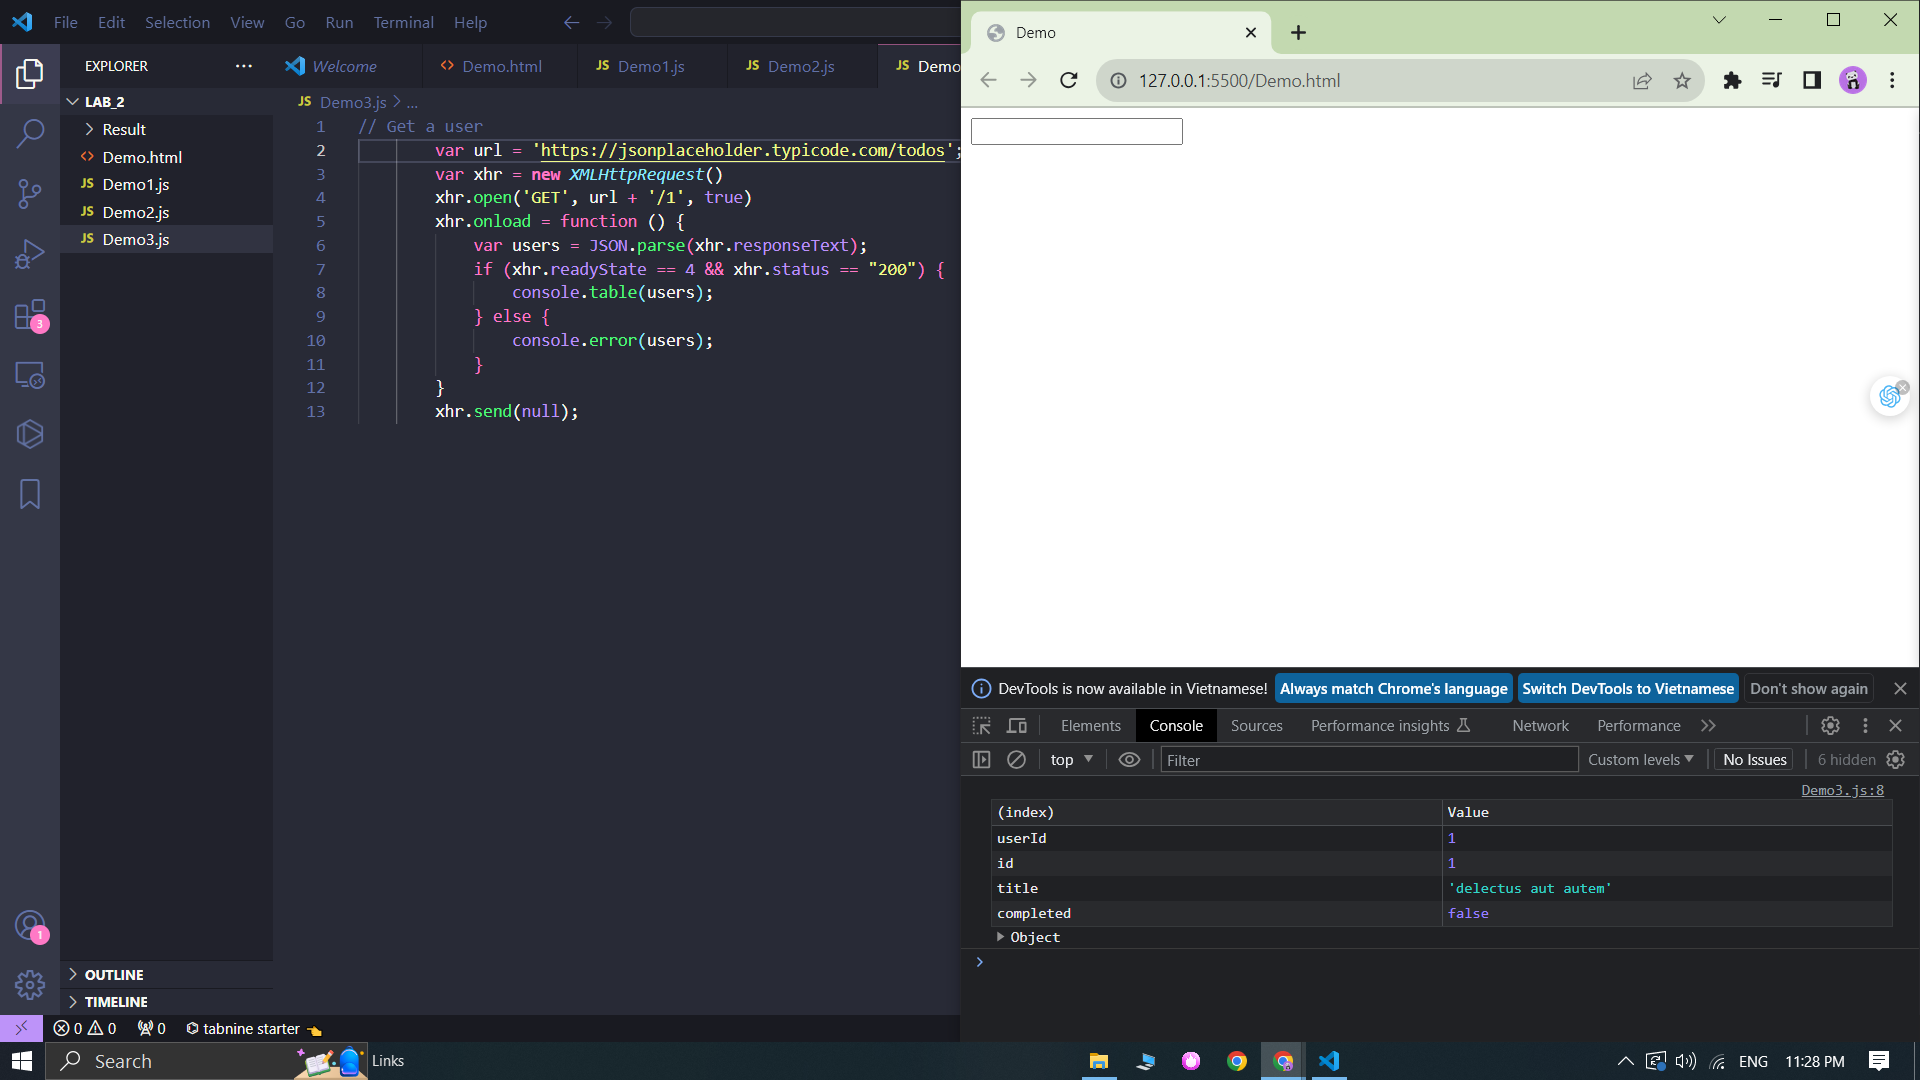 File Edit Selection View Go Run Terminal Help
EXPLORER
LAB_2
Result
Demo.html
JS Demo1.js
JS Demo2.js
JS Demo3.js
OUTLINE
TIMELINE
3
1
Welcome
Demo.html
JS Demo1.js
JS Demo2.js
JS Demo
JS Demo3.js > ...
1 // Get a user
2 var url = 'https://jsonplaceholder.typicode.com/todos';
3 var xhr = new XMLHttpRequest()
4 xhr.open('GET', url + '/1', true)
5 xhr.onload = function () {
6 var users = JSON.parse(xhr.responseText);
7 if (xhr.readyState == 4 && xhr.status == "200") {
8 console.table(users);
9 } else {
10 console.error(users);
11 }
12 }
13 xhr.send(null);
0 0 0 tabnine starter
Demo
127.0.0.1:5500/Demo.html
DevTools is now available in Vietnamese! Always match Chrome's language Switch DevTools to Vietnamese Don't show again
Elements Console Sources Performance insights Network Performance
top Filter Custom levels No Issues 6 hidden
Demo3.js:8
(index) Value
userId 1
id 1
title 'delectus aut autem'
completed false
Object
Search
Links
ENG 11:28 PM